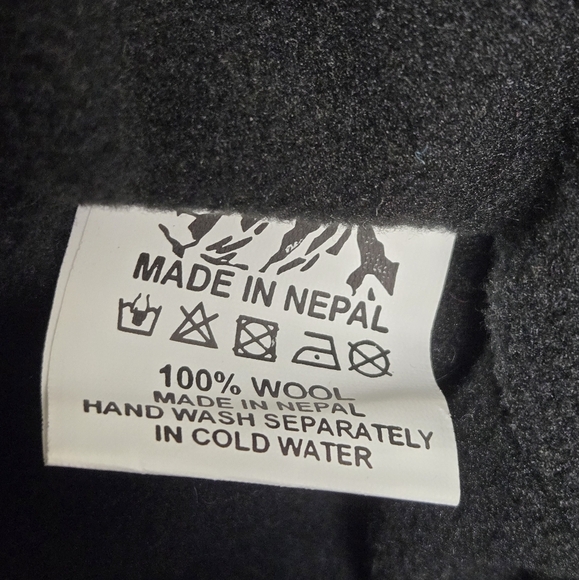 MADE IN NEPAL
100% WOOL
MADE IN NEPAL
HAND WASH SEPARATELY
IN COLD WATER